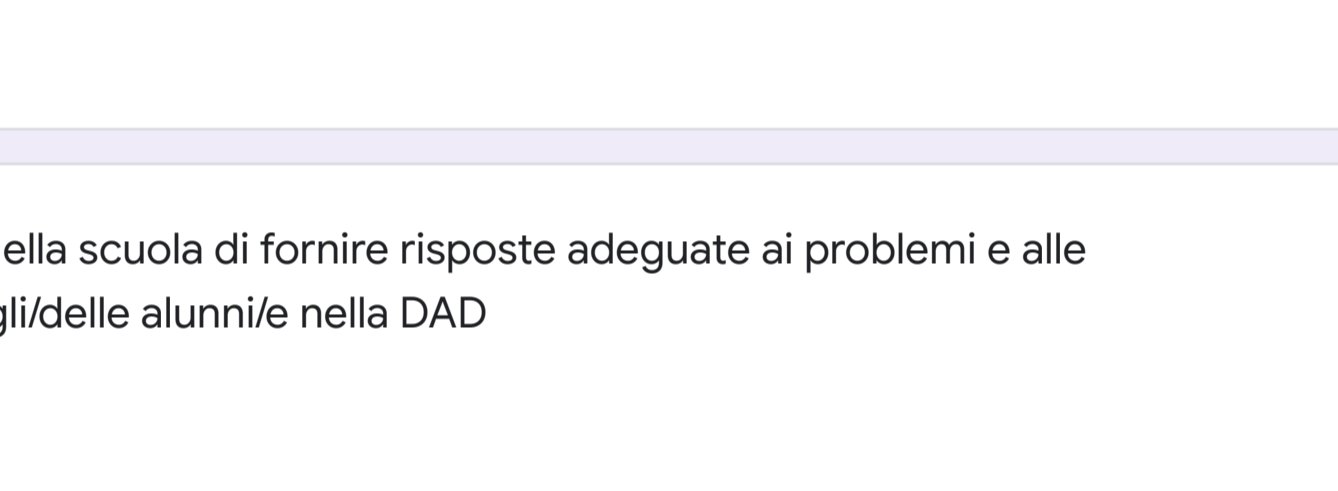 ella scuola di fornire risposte adeguate ai problemi e alle
gli/delle alunni/e nella DAD